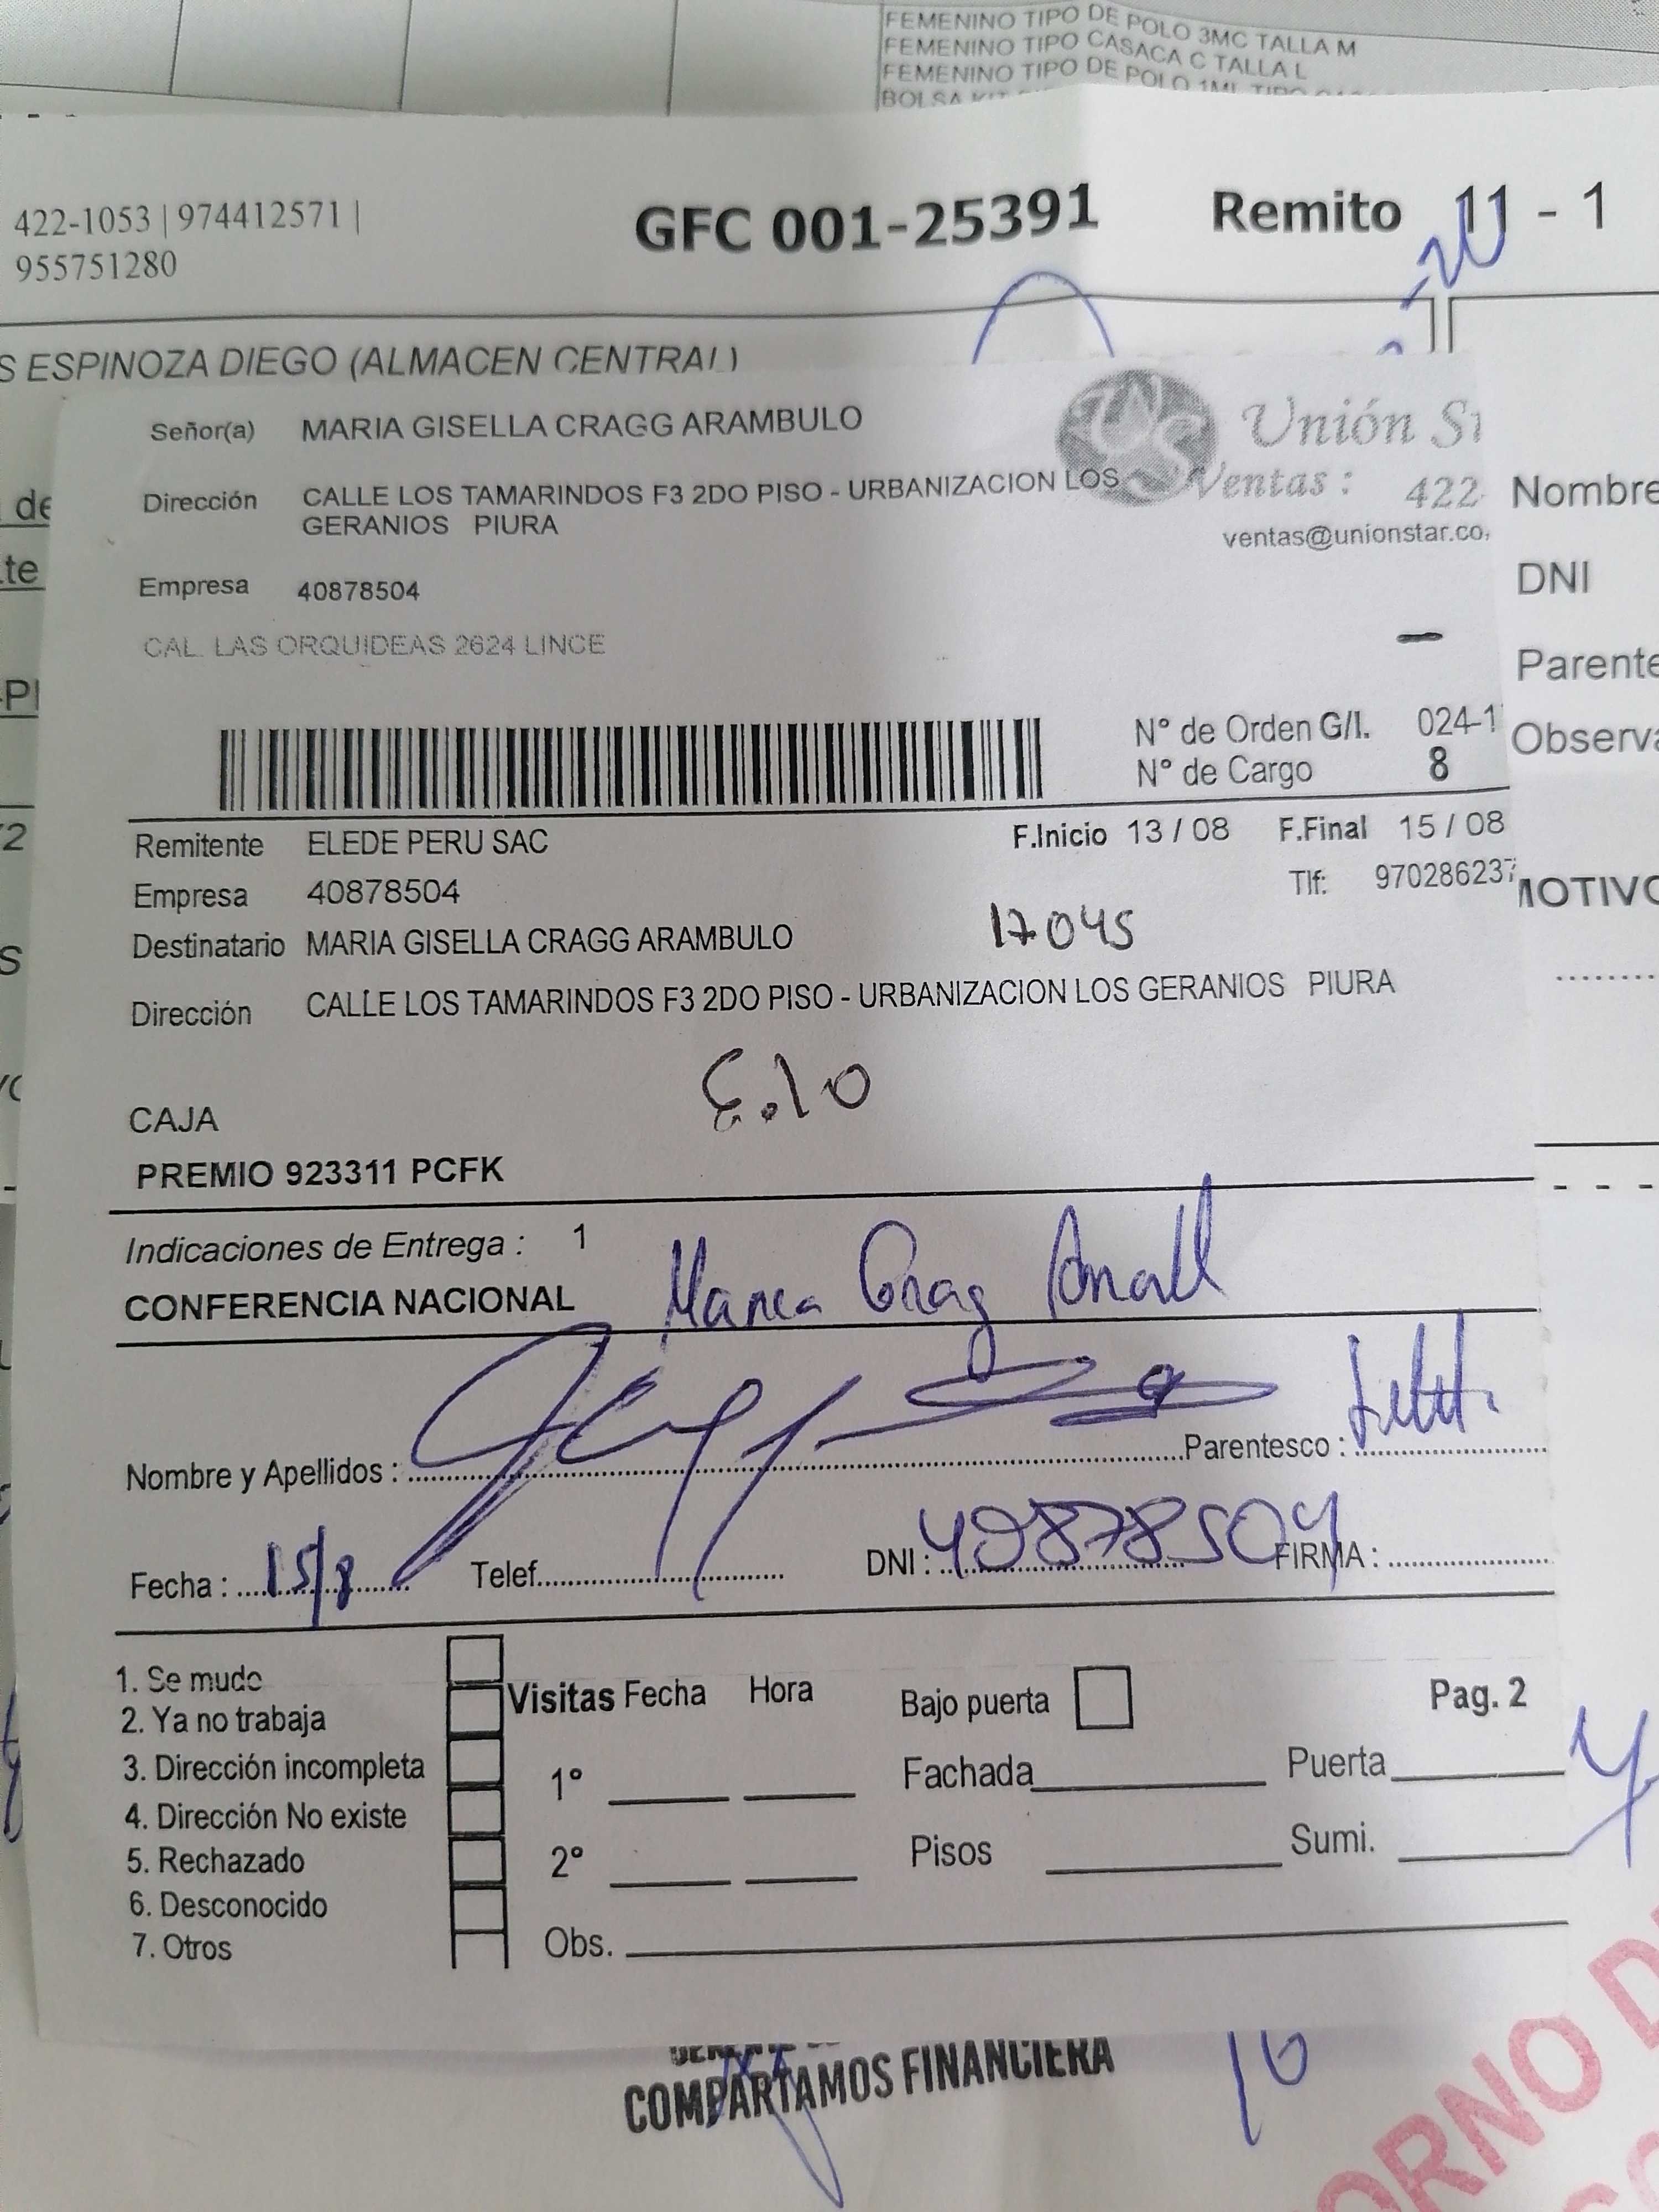 FEMENINO TIPO DE POLO 3MC TALLA M
FEMENINO TIPO CASACA C TALLA L
FEMENINO TIPO DE POLO 1ML TIPO
BOLSA KIT
422-1053 | 974412571 |
955751280
GFC 001-25391
Remito 11 - 1
S ESPINOZA DIEGO (ALMACEN CENTRAL)
Señor(a) MARIA GISELLA CRAGG ARAMBULO
Unión St
Dirección CALLE LOS TAMARINDOS F3 2DO PISO - URBANIZACION LOS
GERANIOS PIURA
Ventas : 422
ventas@unionstar.co
Empresa 40878504
CAL. LAS ORQUIDEAS 2624 LINCE
Nombre
DNI
Parente
Observa
MOTIVO
N° de Orden G/I. 024-1
N° de Cargo 8
Remitente ELEDE PERU SAC
F.Inicio 13 / 08 F.Final 15 / 08
Empresa 40878504
Tlf: 970286237
Destinatario MARIA GISELLA CRAGG ARAMBULO
17045
Dirección CALLE LOS TAMARINDOS F3 2DO PISO - URBANIZACION LOS GERANIOS PIURA
CAJA
PREMIO 923311 PCFK
Indicaciones de Entrega : 1
CONFERENCIA NACIONAL
Nombre y Apellidos :
Parentesco :
Fecha : 15/8 Telef. DNI : 40878504 FIRMA :
1. Se mudo
2. Ya no trabaja
3. Dirección incompleta
4. Dirección No existe
5. Rechazado
6. Desconocido
7. Otros
Visitas Fecha Hora
1°
2°
Obs.
Bajo puerta
Pag. 2
Fachada Puerta
Pisos Sumi.
COMPARTAMOS FINANCIERA